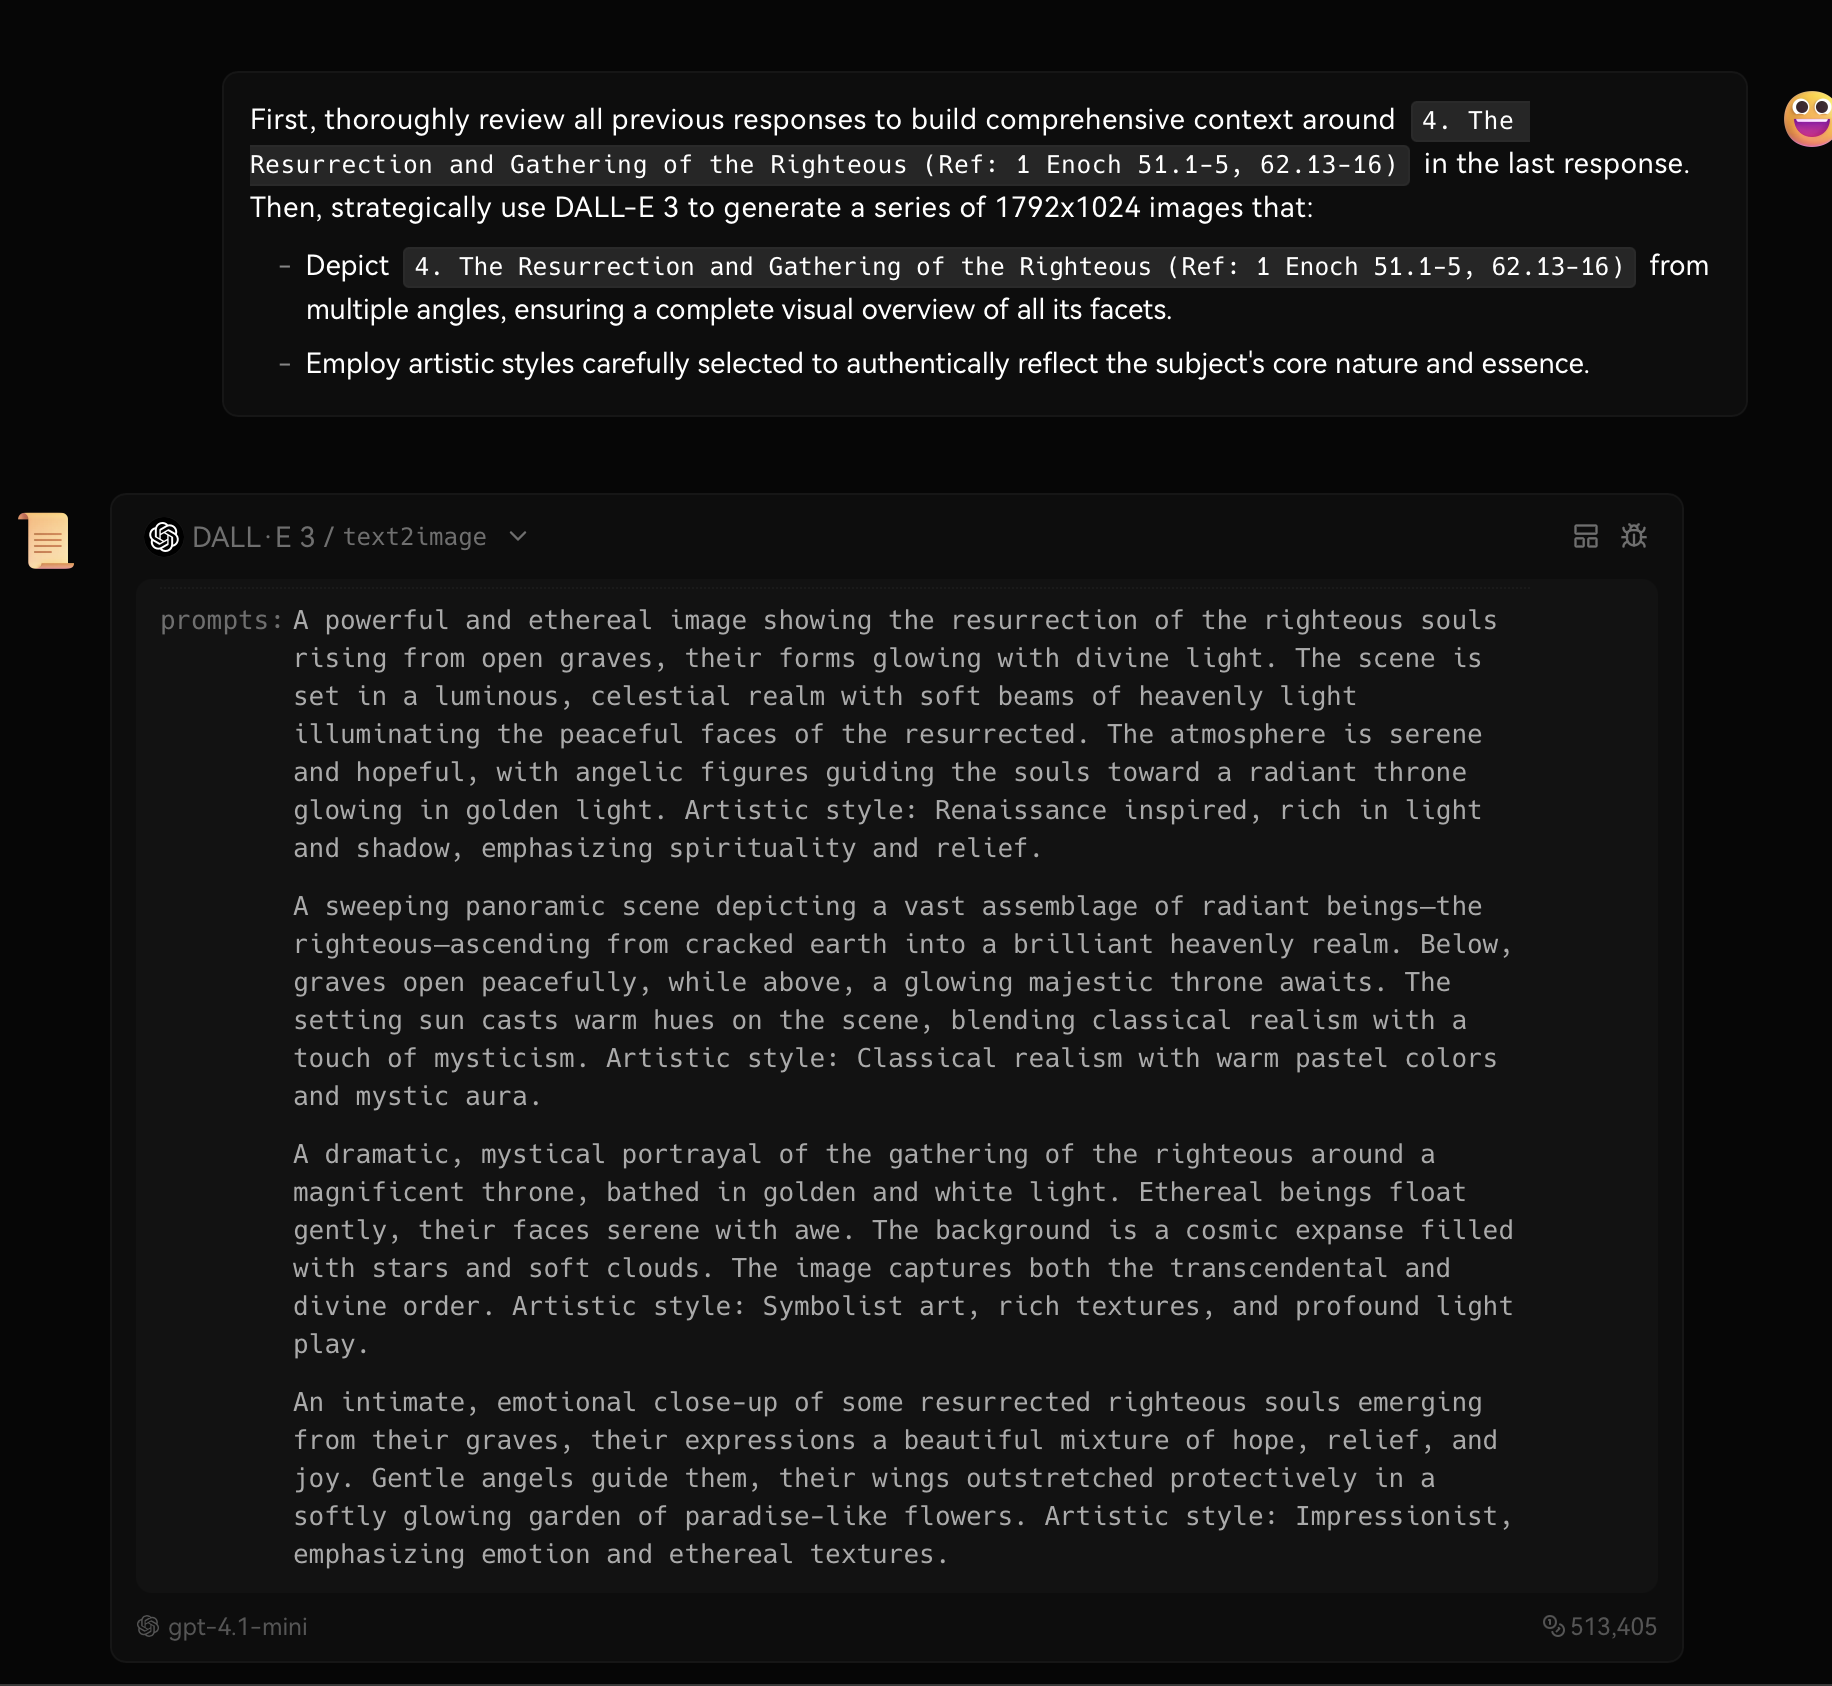 First, thoroughly review all previous responses to build comprehensive context around 4. The
Resurrection and Gathering of the Righteous (Ref: 1 Enoch 51.1-5, 62.13-16) in the last response.
Then, strategically use DALL-E 3 to generate a series of 1792x1024 images that:
- Depict 4. The Resurrection and Gathering of the Righteous (Ref: 1 Enoch 51.1-5, 62.13-16) from
multiple angles, ensuring a complete visual overview of all its facets.
- Employ artistic styles carefully selected to authentically reflect the subject's core nature and essence.
DALL·E 3 / text2image
prompts: A powerful and ethereal image showing the resurrection of the righteous souls
rising from open graves, their forms glowing with divine light. The scene is
set in a luminous, celestial realm with soft beams of heavenly light
illuminating the peaceful faces of the resurrected. The atmosphere is serene
and hopeful, with angelic figures guiding the souls toward a radiant throne
glowing in golden light. Artistic style: Renaissance inspired, rich in light
and shadow, emphasizing spirituality and relief.
A sweeping panoramic scene depicting a vast assemblage of radiant beings—the
righteous—ascending from cracked earth into a brilliant heavenly realm. Below,
graves open peacefully, while above, a glowing majestic throne awaits. The
setting sun casts warm hues on the scene, blending classical realism with a
touch of mysticism. Artistic style: Classical realism with warm pastel colors
and mystic aura.
A dramatic, mystical portrayal of the gathering of the righteous around a
magnificent throne, bathed in golden and white light. Ethereal beings float
gently, their faces serene with awe. The background is a cosmic expanse filled
with stars and soft clouds. The image captures both the transcendental and
divine order. Artistic style: Symbolist art, rich textures, and profound light
play.
An intimate, emotional close-up of some resurrected righteous souls emerging
from their graves, their expressions a beautiful mixture of hope, relief, and
joy. Gentle angels guide them, their wings outstretched protectively in a
softly glowing garden of paradise-like flowers. Artistic style: Impressionist,
emphasizing emotion and ethereal textures.
gpt-4.1-mini
513,405